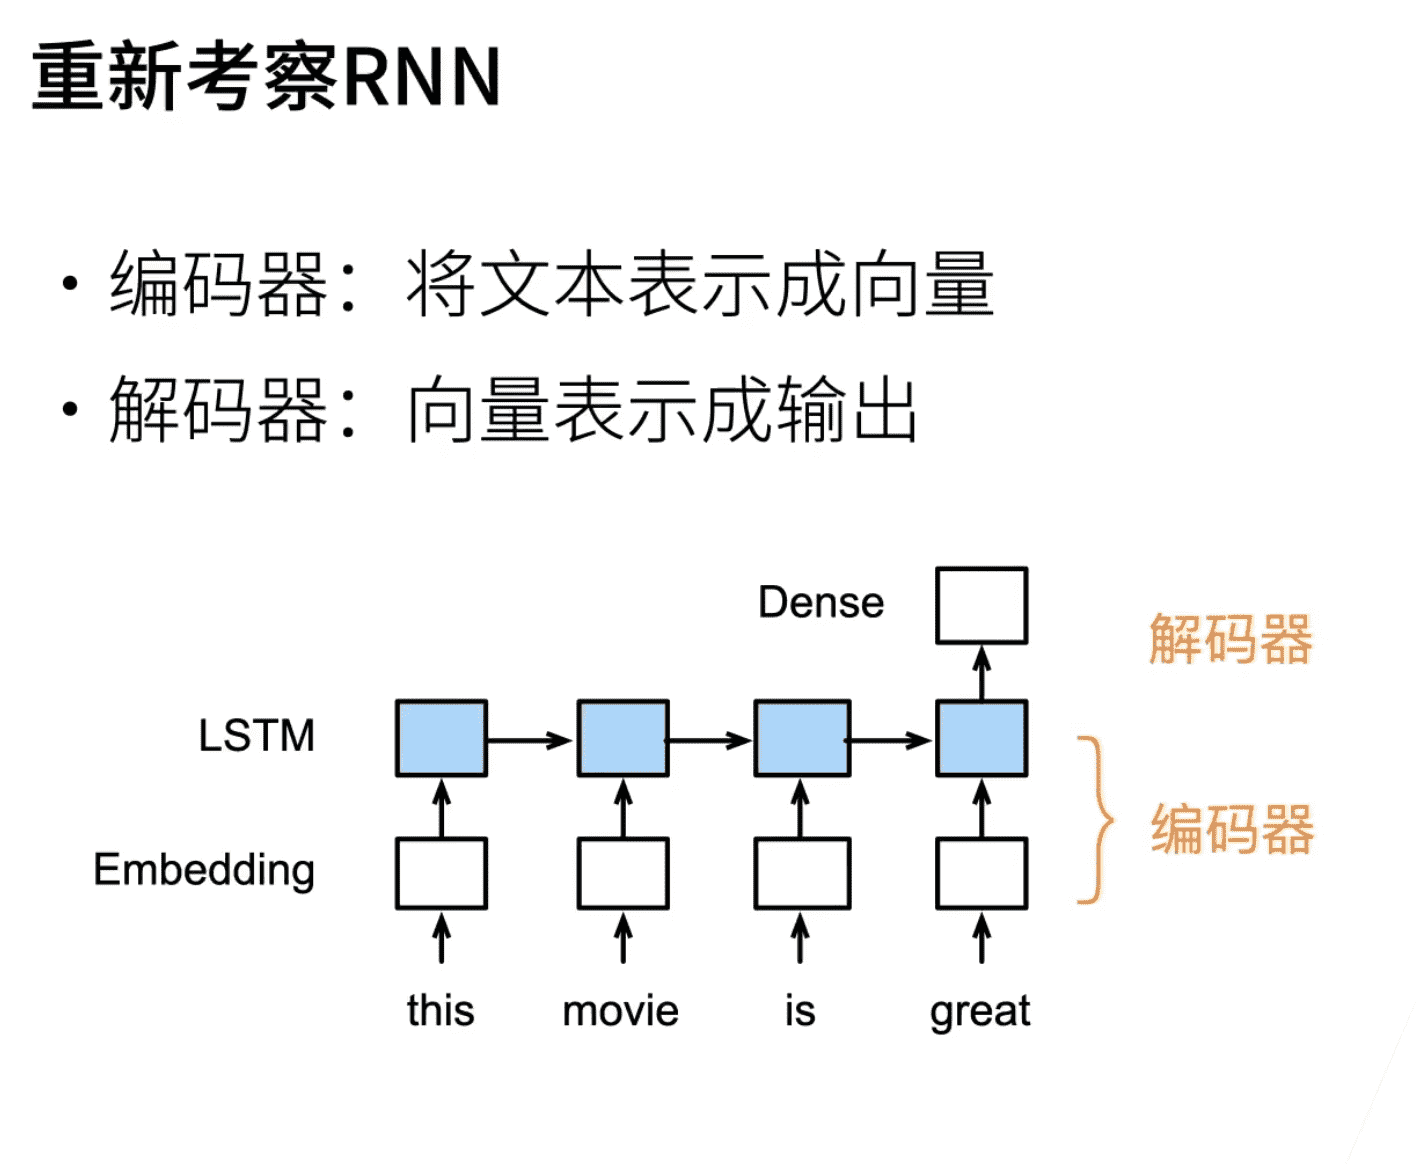 重新考察RNN
• 编码器：将文本表示成向量
• 解码器：向量表示成输出
Dense
解码器
LSTM
编码器
Embedding
this movie is great